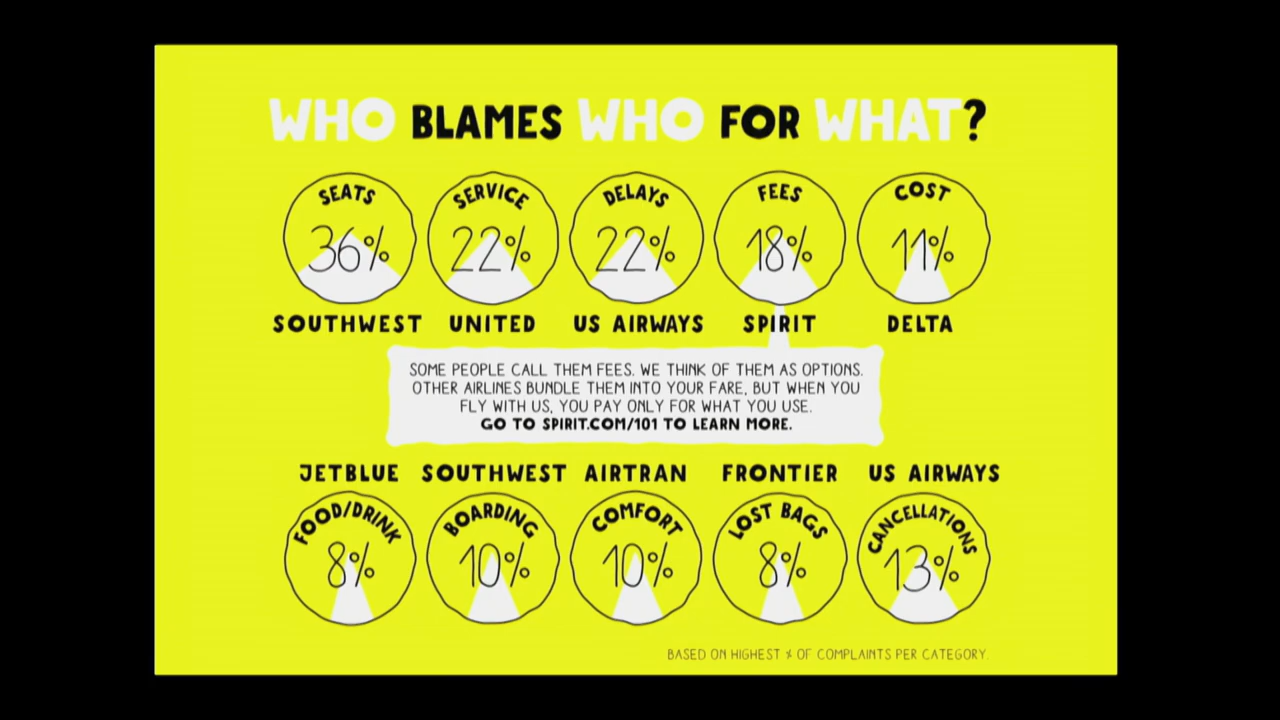 WHO BLAMES WHO FOR WHAT?
SEATS SERVICE DELAYS FEES COST
36% 22% 22% 18% 11%
SOUTHWEST UNITED US AIRWAYS SPIRIT DELTA
SOME PEOPLE CALL THEM FEES. WE THINK OF THEM AS OPTIONS.
OTHER AIRLINES BUNDLE THEM INTO YOUR FARE, BUT WHEN YOU
FLY WITH US, YOU PAY ONLY FOR WHAT YOU USE.
GO TO SPIRIT.COM/101 TO LEARN MORE.
JETBLUE SOUTHWEST AIRTRAN FRONTIER US AIRWAYS
FOOD/DRINK BOARDING COMFORT LOST BAGS CANCELLATIONS
8% 10% 10% 8% 13%
BASED ON HIGHEST % OF COMPLAINTS PER CATEGORY.